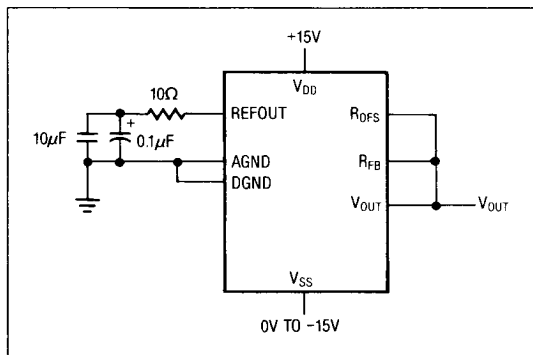 +15V
V_DD
10Ω
REFOUT
R_OFS
+
10μF
0.1μF
AGND
R_FB
DGND
V_OUT
V_OUT
V_SS
0V TO −15V